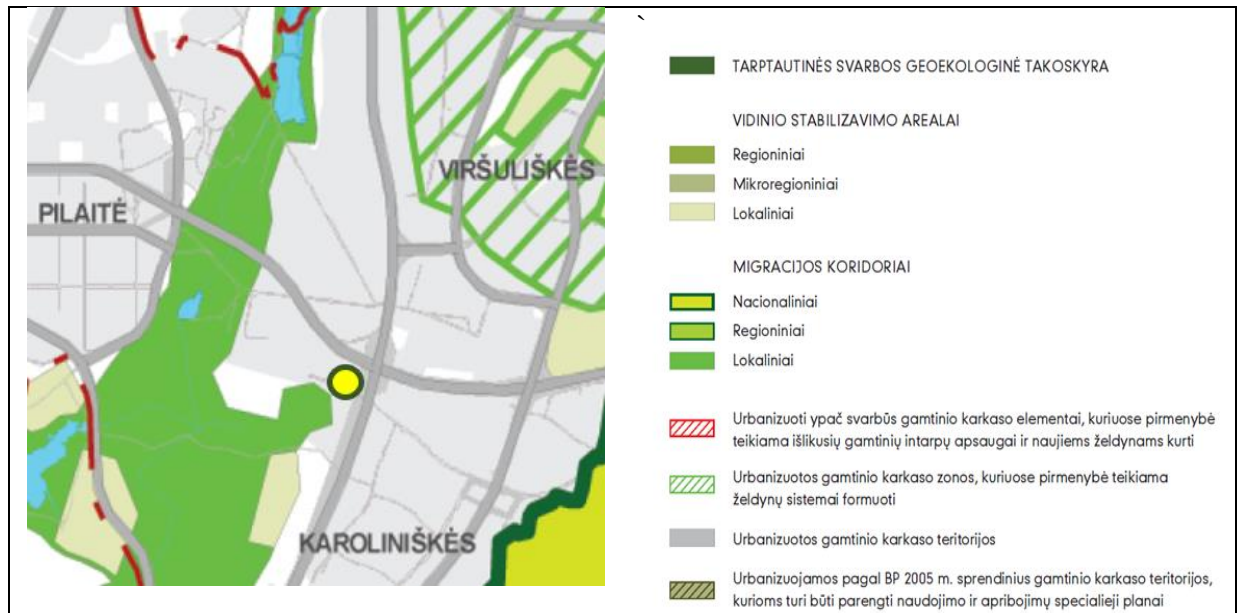 VIRŠULIŠKĖS
PILAITĖ
KAROLINIŠKĖS
`
TARPTAUTINĖS SVARBOS GEOEKOLOGINĖ TAKOSKYRA
VIDINIO STABILIZAVIMO AREALAI
Regioniniai
Mikroregioniniai
Lokaliniai
MIGRACIJOS KORIDORIAI
Nacionaliniai
Regioniniai
Lokaliniai
Urbanizuoti ypač svarbūs gamtinio karkaso elementai, kuriuose pirmenybė
teikiama išlikusių gamtinių intarpų apsaugai ir naujiems želdynams kurti
Urbanizuotos gamtinio karkaso zonos, kuriuose pirmenybė teikiama
želdynų sistemai formuoti
Urbanizuotos gamtinio karkaso teritorijos
Urbanizuojamos pagal BP 2005 m. sprendinius gamtinio karkaso teritorijos,
kurioms turi būti parengti naudojimo ir apribojimų specialieji planai